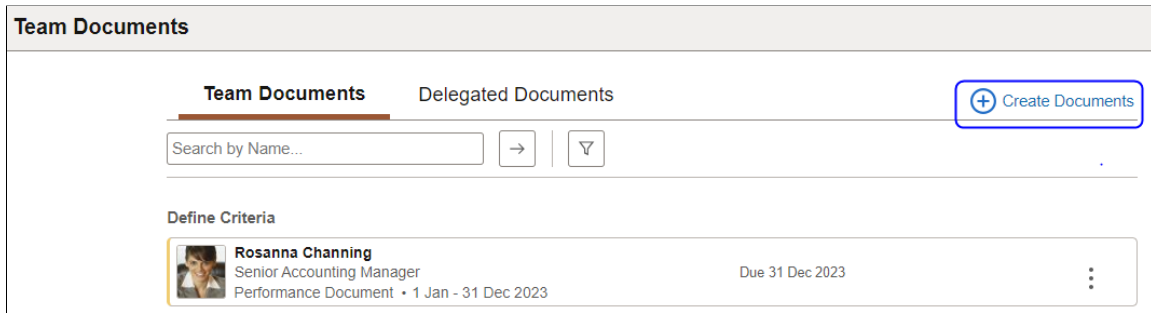 Team Documents
Team Documents
Delegated Documents
Create Documents
Search by Name...
Define Criteria
Rosanna Channing
Senior Accounting Manager
Due 31 Dec 2023
Performance Document • 1 Jan - 31 Dec 2023